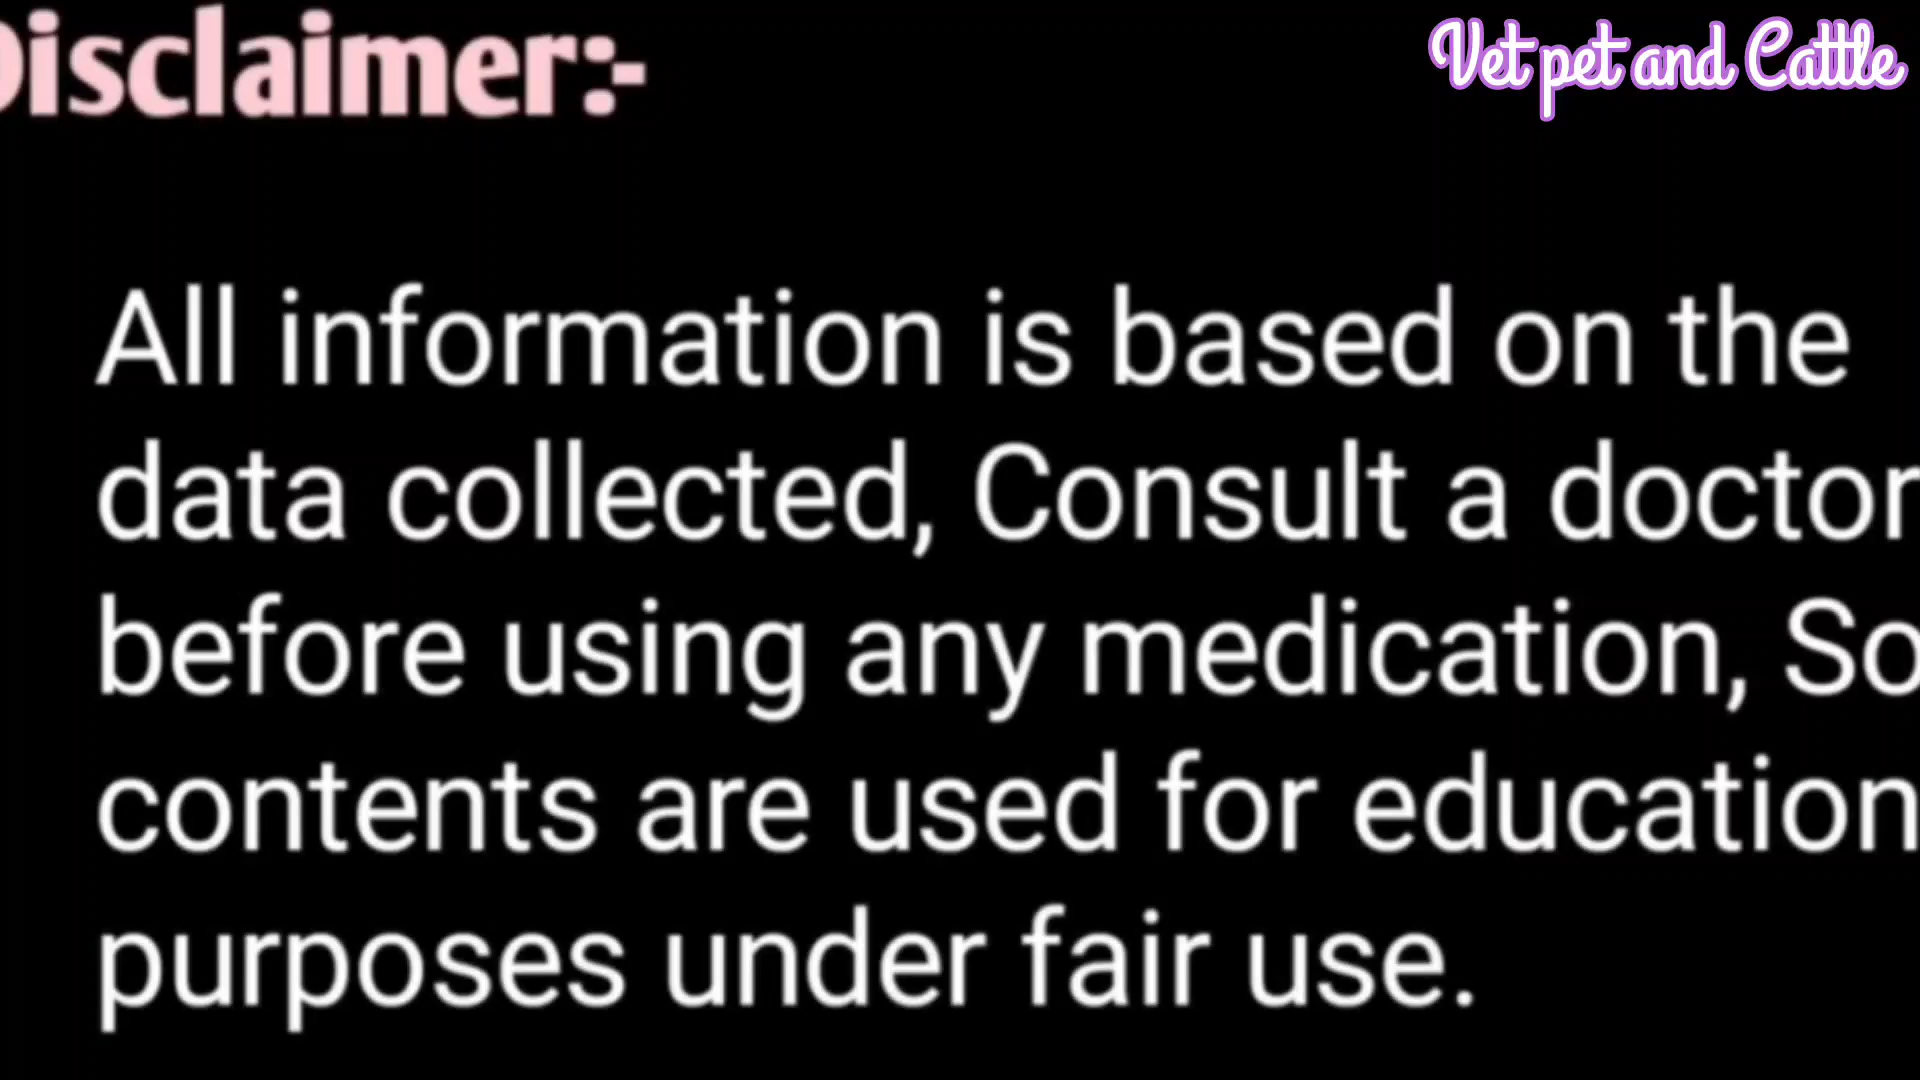 Disclaimer:-
Vet pet and Cattle
All information is based on the
data collected, Consult a doctor
before using any medication, So
contents are used for education
purposes under fair use.